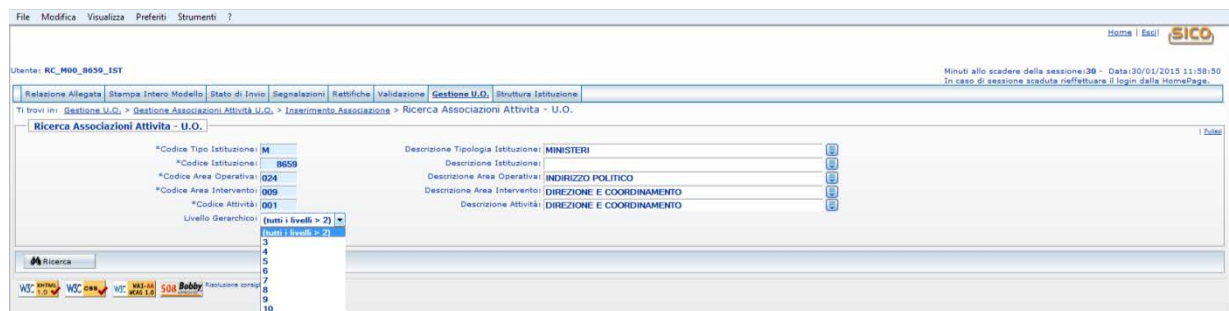 File Modifica Visualizza Preferiti Strumenti ?
Home | Esci SICO
Utente: RC_M00_8659_IST
Minuti allo scadere della sessione:30 - Data:30/01/2015 11:58:50
In caso di sessione scaduta rieffettuare il login dalla HomePage.
Relazione Allegata Stampa Intero Modello Stato di Invio Segnalazioni Rettifiche Validazione Gestione U.O. Struttura Istituzione
Ti trovi in: Gestione U.O. > Gestione Associazioni Attività U.O. > Inserimento Associazione > Ricerca Associazioni Attivita - U.O.
Ricerca Associazioni Attivita - U.O.
| Pulisci
*Codice Tipo Istituzione: M Descrizione Tipologia Istituzione: MINISTERI
*Codice Istituzione: 8659 Descrizione Istituzione:
*Codice Area Operativa: 024 Descrizione Area Operativa: INDIRIZZO POLITICO
*Codice Area Intervento: 009 Descrizione Area Intervento: DIREZIONE E COORDINAMENTO
*Codice Attività: 001 Descrizione Attività: DIREZIONE E COORDINAMENTO
Livello Gerarchico: (tutti i livelli > 2)
(tutti i livelli > 2)
3
4
5
6
7
8
9
10
Ricerca
W3C XHTML 1.0 W3C CSS W3C WAI-AA WCAG 1.0 508 Bobby Risoluzione consigl